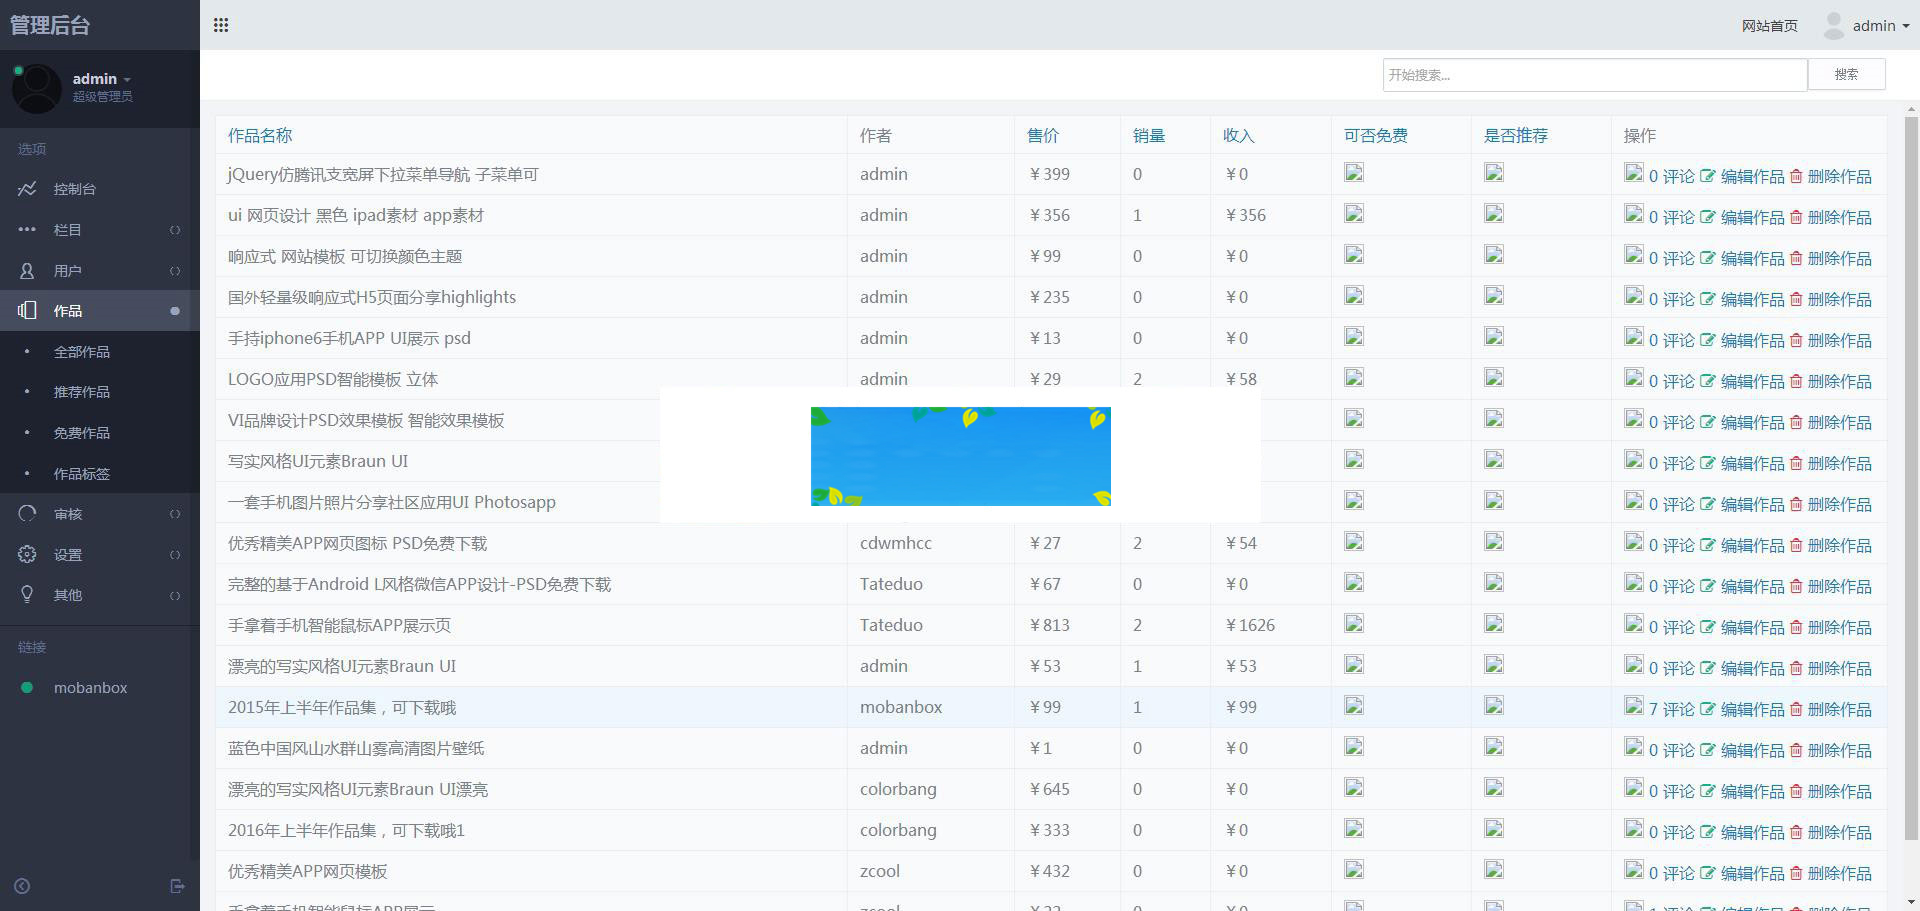 管理后台
网站首页 admin
admin
超级管理员
搜索
开始搜索...
选项
控制台
栏目
用户
作品
全部作品
推荐作品
免费作品
作品标签
审核
设置
其他
链接
mobanbox
作品名称 作者 售价 销量 收入 可否免费 是否推荐 操作
jQuery仿腾讯支宽屏下拉菜单导航 子菜单可 admin ￥399 0 ￥0 0 评论 编辑作品 删除作品
ui 网页设计 黑色 ipad素材 app素材 admin ￥356 1 ￥356 0 评论 编辑作品 删除作品
响应式 网站模板 可切换颜色主题 admin ￥99 0 ￥0 0 评论 编辑作品 删除作品
国外轻量级响应式H5页面分享highlights admin ￥235 0 ￥0 0 评论 编辑作品 删除作品
手持iphone6手机APP UI展示 psd admin ￥13 0 ￥0 0 评论 编辑作品 删除作品
LOGO应用PSD智能模板 立体 admin ￥29 2 ￥58 0 评论 编辑作品 删除作品
VI品牌设计PSD效果模板 智能效果模板 0 评论 编辑作品 删除作品
写实风格UI元素Braun UI 0 评论 编辑作品 删除作品
一套手机图片照片分享社区应用UI Photosapp 0 评论 编辑作品 删除作品
优秀精美APP网页图标 PSD免费下载 cdwmhcc ￥27 2 ￥54 0 评论 编辑作品 删除作品
完整的基于Android L风格微信APP设计-PSD免费下载 Tateduo ￥67 0 ￥0 0 评论 编辑作品 删除作品
手拿着手机智能鼠标APP展示页 Tateduo ￥813 2 ￥1626 0 评论 编辑作品 删除作品
漂亮的写实风格UI元素Braun UI admin ￥53 1 ￥53 0 评论 编辑作品 删除作品
2015年上半年作品集，可下载哦 mobanbox ￥99 1 ￥99 7 评论 编辑作品 删除作品
蓝色中国风山水群山雾高清图片壁纸 admin ￥1 0 ￥0 0 评论 编辑作品 删除作品
漂亮的写实风格UI元素Braun UI漂亮 colorbang ￥645 0 ￥0 0 评论 编辑作品 删除作品
2016年上半年作品集，可下载哦1 colorbang ￥333 0 ￥0 0 评论 编辑作品 删除作品
优秀精美APP网页模板 zcool ￥432 0 ￥0 0 评论 编辑作品 删除作品